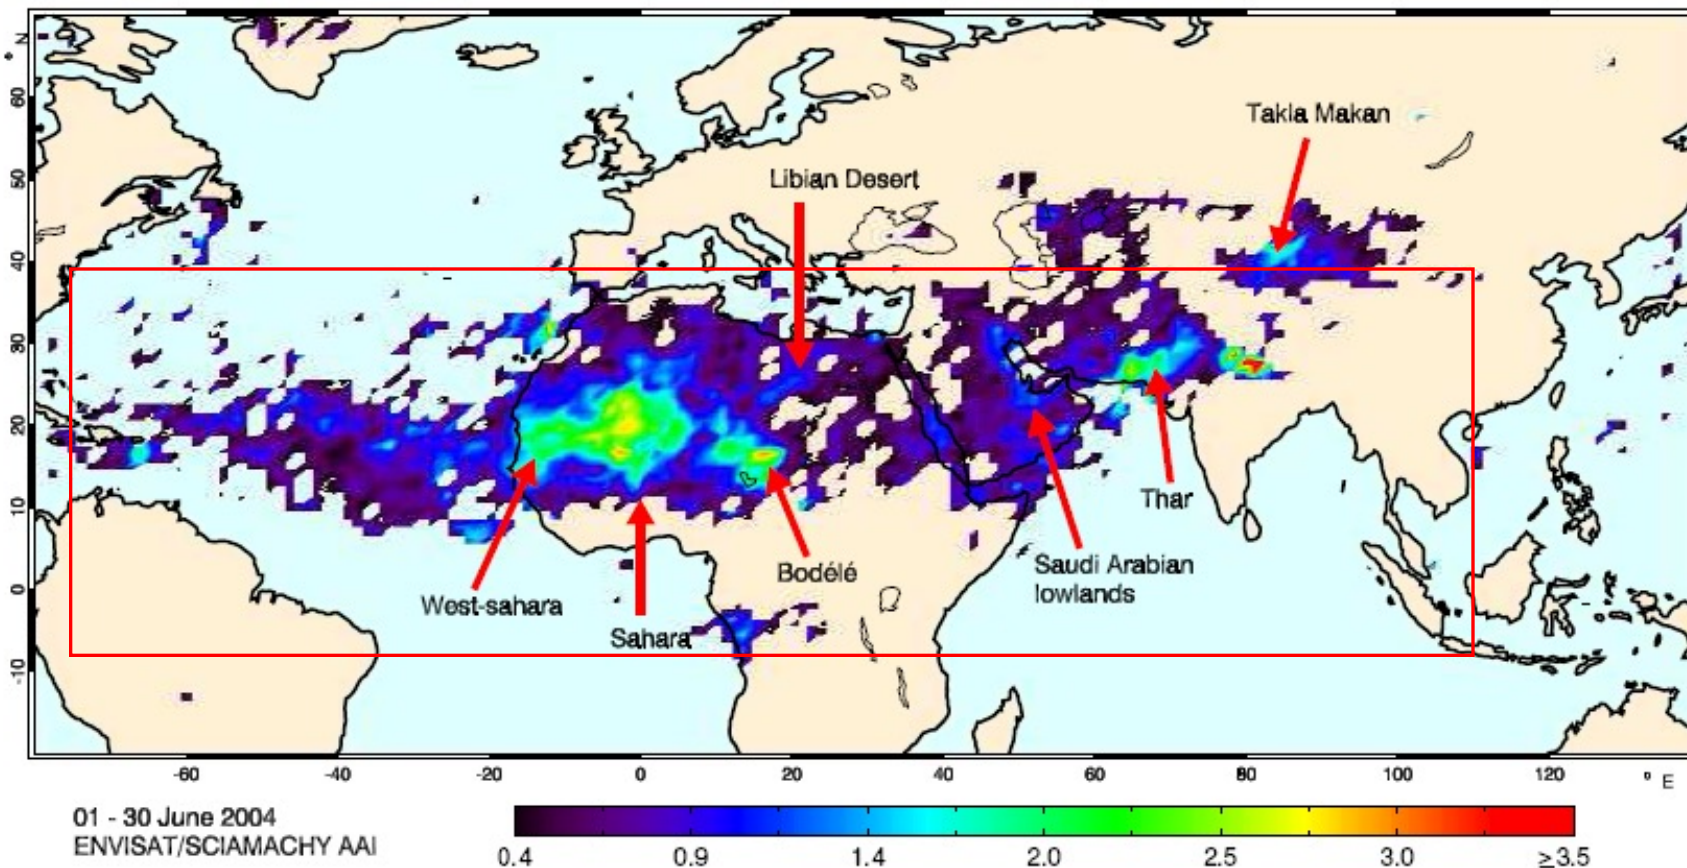 N
°
60
50
40
30
20
10
0
-10
Takla Makan
Libian Desert
Thar
Saudi Arabian
lowlands
Bodélé
West-sahara
Sahara
-60 -40 -20 0 20 40 60 80 100 120 ° E
01 - 30 June 2004
ENVISAT/SCIAMACHY AAI
0.4 0.9 1.4 2.0 2.5 3.0 ≥3.5